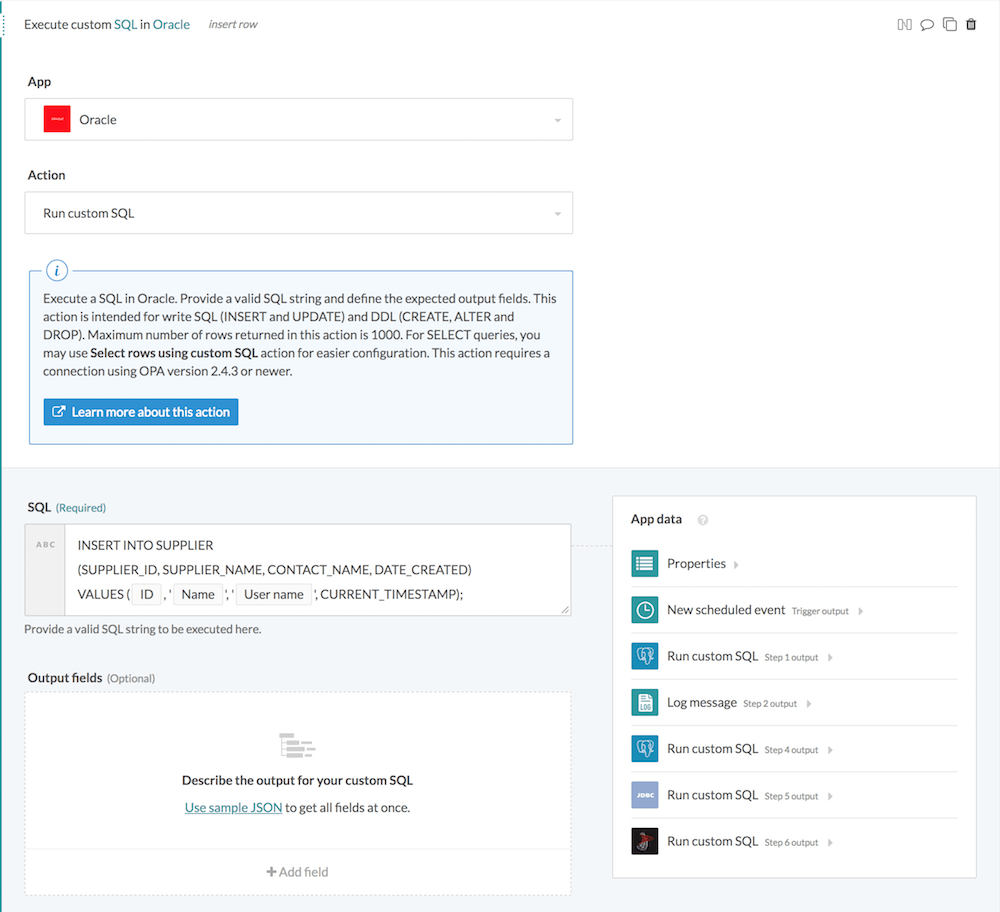 Execute custom SQL in Oracle insert row
App
ORACLE
Oracle
Action
Run custom SQL
i
Execute a SQL in Oracle. Provide a valid SQL string and define the expected output fields. This
action is intended for write SQL (INSERT and UPDATE) and DDL (CREATE, ALTER and
DROP). Maximum number of rows returned in this action is 1000. For SELECT queries, you
may use Select rows using custom SQL action for easier configuration. This action requires a
connection using OPA version 2.4.3 or newer.
Learn more about this action
SQL (Required)
ABC
INSERT INTO SUPPLIER
(SUPPLIER_ID, SUPPLIER_NAME, CONTACT_NAME, DATE_CREATED)
VALUES ( ID , ' Name ', ' User name ', CURRENT_TIMESTAMP);
Provide a valid SQL string to be executed here.
Output fields (Optional)
Describe the output for your custom SQL
Use sample JSON to get all fields at once.
+ Add field
App data ?
Properties
New scheduled event Trigger output
Run custom SQL Step 1 output
LOG
Log message Step 2 output
Run custom SQL Step 4 output
JDBC
Run custom SQL Step 5 output
Run custom SQL Step 6 output